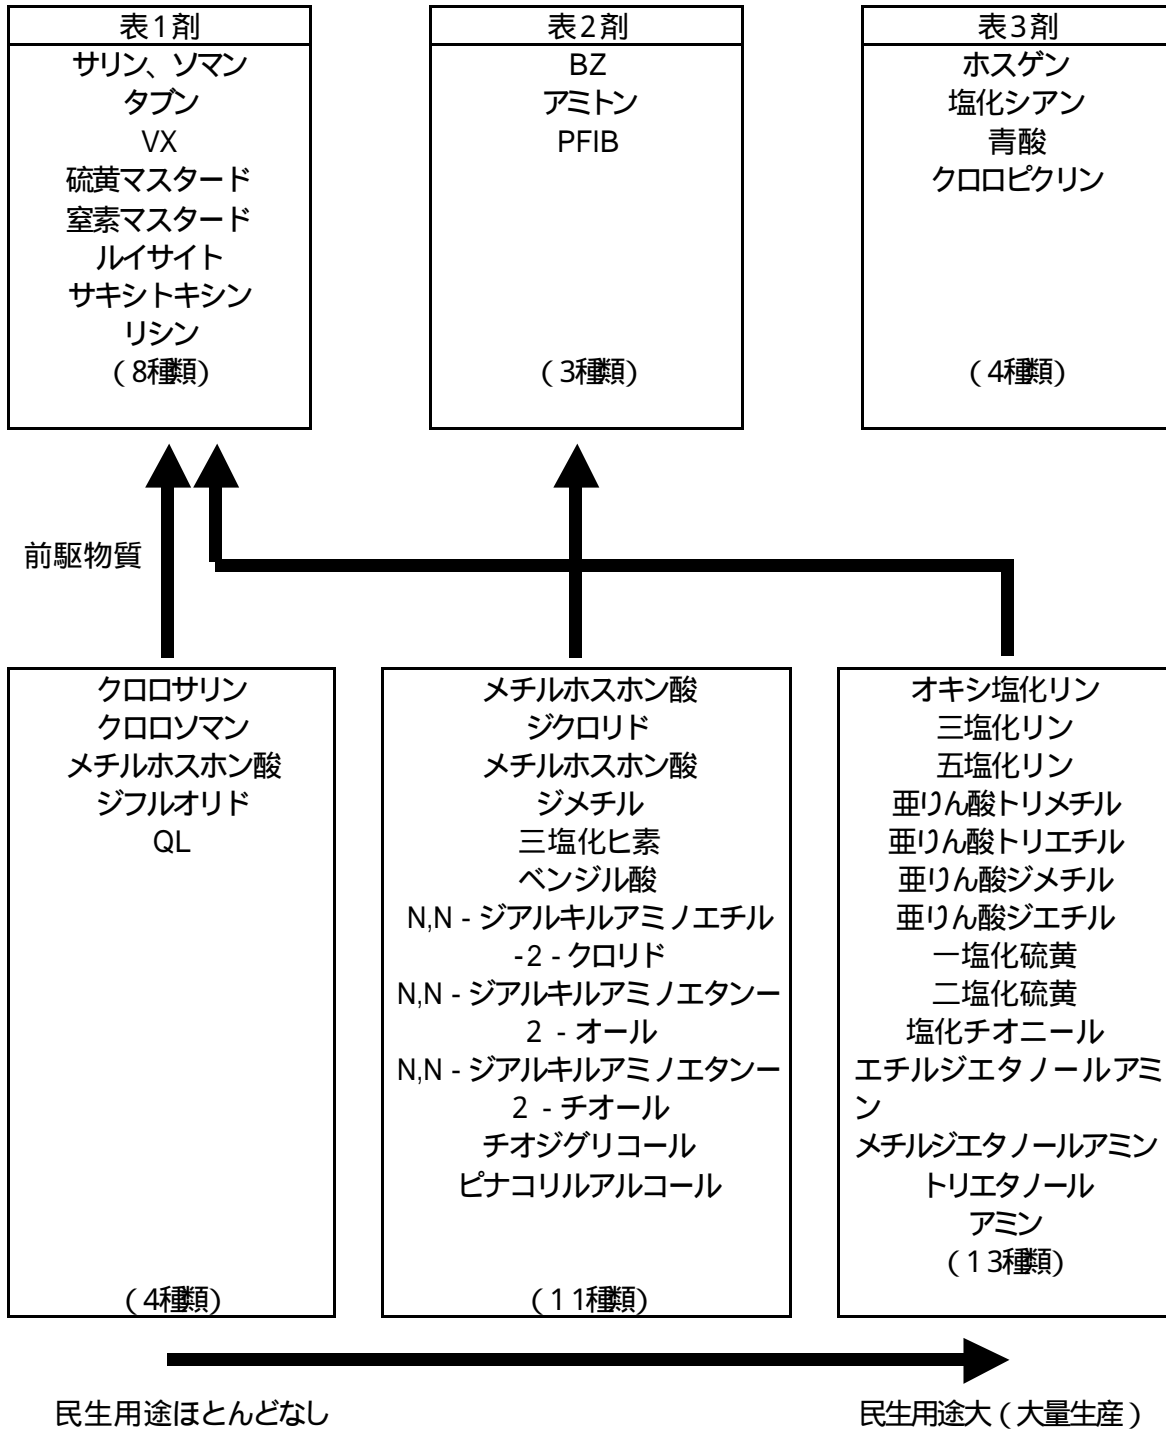 表1剤
サリン、ソマン
タブン
VX
硫黄マスタード
窒素マスタード
ルイサイト
サキシトキシン
リシン
(8種類)
表2剤
BZ
アミトン
PFIB
(3種類)
表3剤
ホスゲン
塩化シアン
青酸
クロロピクリン
(4種類)
前駆物質
クロロサリン
クロロソマン
メチルホスホン酸
ジフルオリド
QL
(4種類)
メチルホスホン酸
ジクロリド
メチルホスホン酸
ジメチル
三塩化ヒ素
ベンジル酸
N,N - ジアルキルアミノエチル
-2 - クロリド
N,N - ジアルキルアミノエタンー
2 - オール
N,N - ジアルキルアミノエタンー
2 - チオール
チオジグリコール
ピナコリルアルコール
(11種類)
オキシ塩化リン
三塩化リン
五塩化リン
亜りん酸トリメチル
亜りん酸トリエチル
亜りん酸ジメチル
亜りん酸ジエチル
一塩化硫黄
二塩化硫黄
塩化チオニール
エチルジエタノールアミ
ン
メチルジエタノールアミン
トリエタノール
アミン
(13種類)
民生用途ほとんどなし
民生用途大(大量生産)